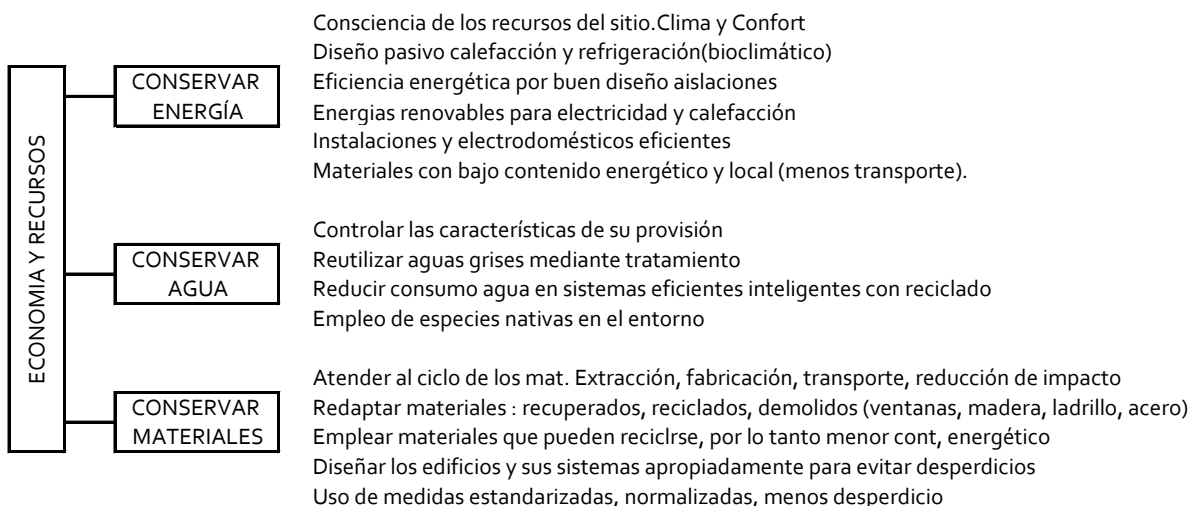 ECONOMIA Y RECURSOS
CONSERVAR
ENERGÍA
Consciencia de los recursos del sitio.Clima y Confort
Diseño pasivo calefacción y refrigeración(bioclimático)
Eficiencia energética por buen diseño aislaciones
Energias renovables para electricidad y calefacción
Instalaciones y electrodomésticos eficientes
Materiales con bajo contenido energético y local (menos transporte).
CONSERVAR
AGUA
Controlar las características de su provisión
Reutilizar aguas grises mediante tratamiento
Reducir consumo agua en sistemas eficientes inteligentes con reciclado
Empleo de especies nativas en el entorno
CONSERVAR
MATERIALES
Atender al ciclo de los mat. Extracción, fabricación, transporte, reducción de impacto
Redaptar materiales : recuperados, reciclados, demolidos (ventanas, madera, ladrillo, acero)
Emplear materiales que pueden reciclrse, por lo tanto menor cont, energético
Diseñar los edificios y sus sistemas apropiadamente para evitar desperdicios
Uso de medidas estandarizadas, normalizadas, menos desperdicio